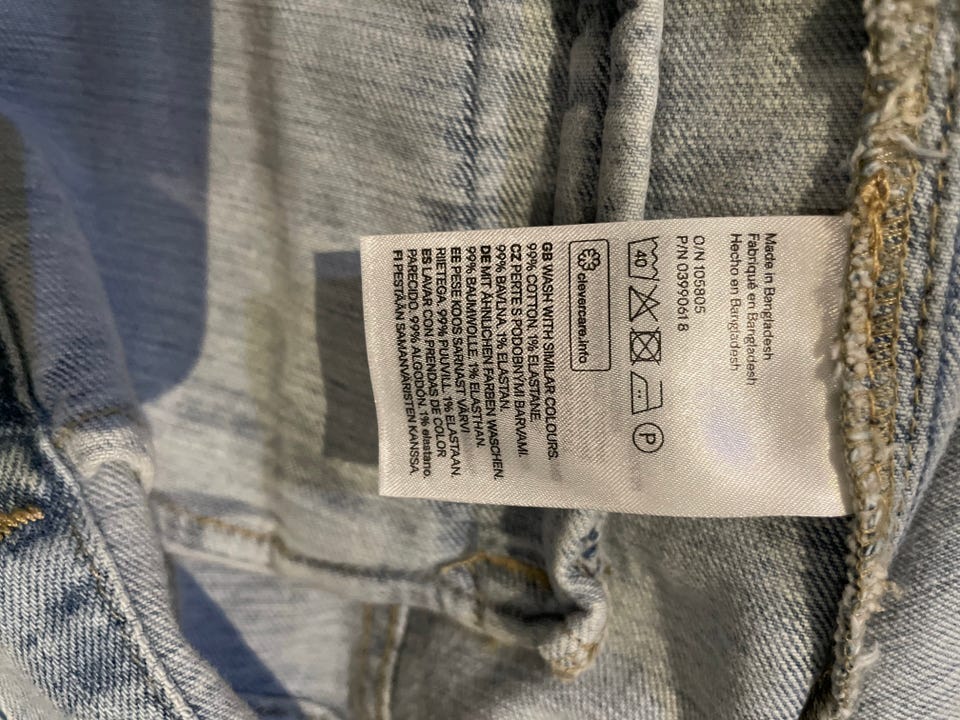 Made in Bangladesh
Fabriqué en Bangladesh
Hecho en Bangladesh
O/N 105805
P/N 0399061 8
40
P
clevercare.info
GB WASH WITH SIMILAR COLOURS.
99% COTTON. 1% ELASTANE.
CZ PERTE S PODOBNÝMI BARVAMI.
99% BAVLNA. 1% ELASTAN.
DE MIT ÄHNLICHEN FARBEN WASCHEN.
99% BAUMWOLLE. 1% ELASTHAN.
EE PESE KOOS SARNAST VÄRVI
RIIETEGA. 99% PUUVILL. 1% ELASTAAN.
ES LAVAR CON PRENDAS DE COLOR
PARECIDO. 99% ALGODÓN. 1% elastano.
FI PESTÄÄN SAMANVÄRISTEN KANSSA.